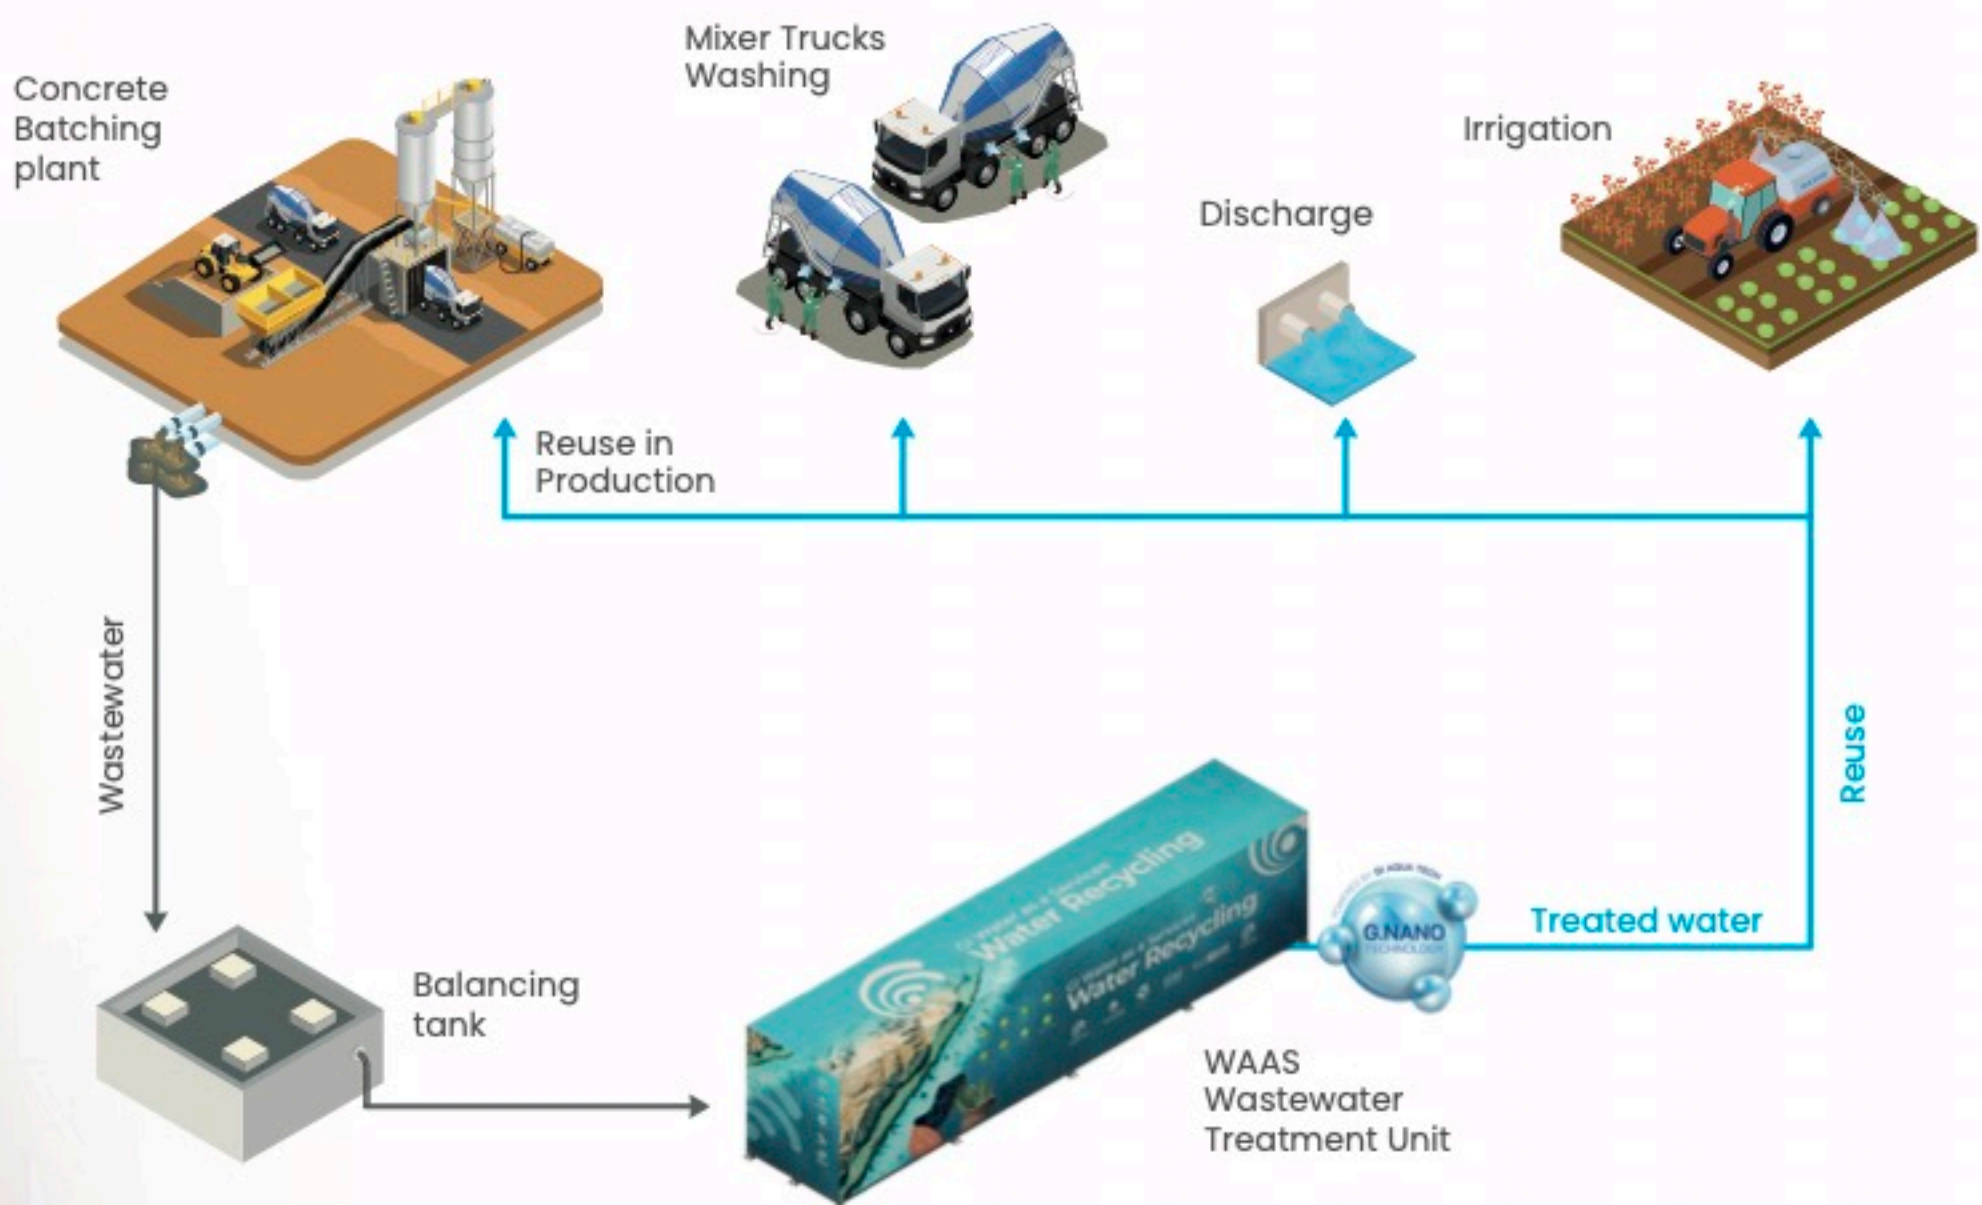 Concrete
Batching
plant
Mixer Trucks
Washing
Discharge
Irrigation
Reuse in
Production
Wastewater
Balancing
tank
Water Recycling
Water Recycling
G.NANO
TECHNOLOGY
WAAS
Wastewater
Treatment Unit
Treated water
Reuse